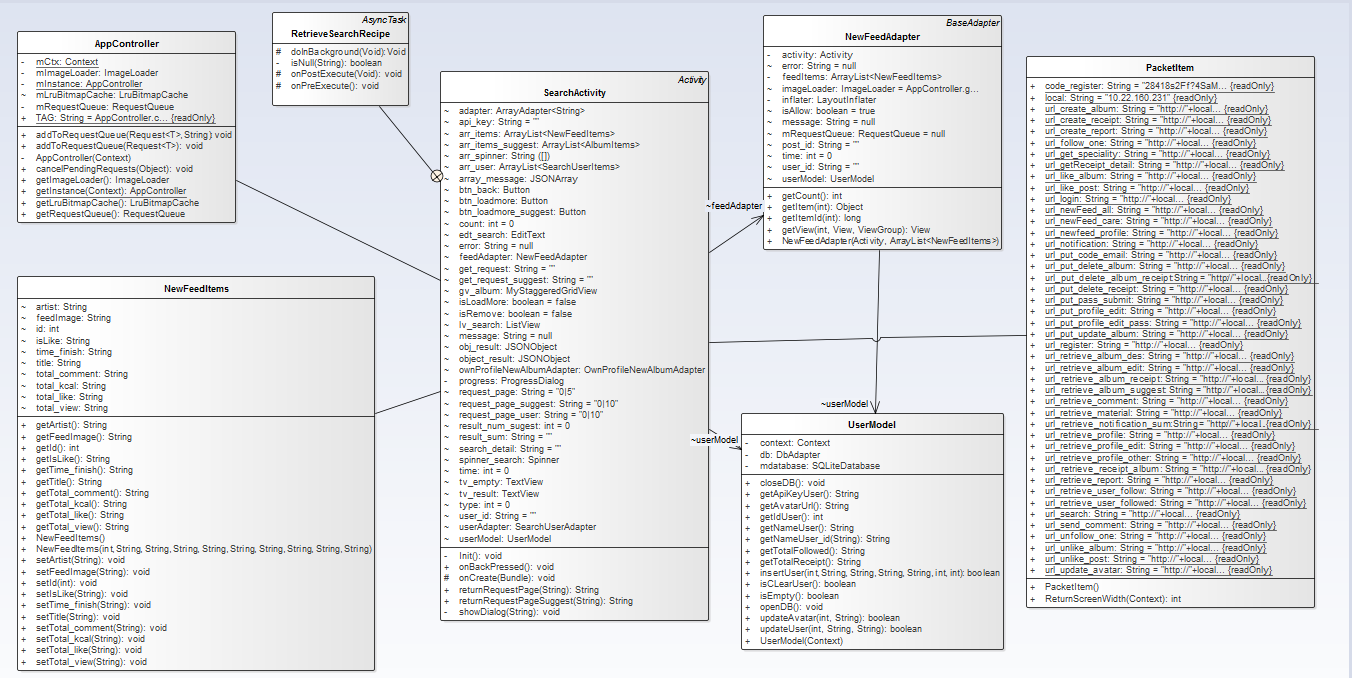 AppController
- mCtx: Context
- mImageLoader: ImageLoader
- mInstance: AppController
~ mLruBitmapCache: LruBitmapCache
- mRequestQueue: RequestQueue
+ TAG: String = AppController.c... {readOnly}
+ addToRequestQueue(Request<T>,String) void
+ addToRequestQueue(Request<T>): void
- AppController(Context)
+ cancelPendingRequests(Object): void
+ getImageLoader(): ImageLoader
+ getInstance(Context): AppController
+ getLruBitmapCache(): LruBitmapCache
+ getRequestQueue(): RequestQueue
AsyncTask
RetrieveSearchRecipe
# doInBackground(Void):Void
- isNull(String): boolean
# onPostExecute(Void): void
# onPreExecute(): void
Activity
SearchActivity
~ adapter: ArrayAdapter<String>
~ api_key: String = ""
~ arr_items: ArrayList<NewFeedItems>
~ arr_items_suggest: ArrayList<AlbumItems>
~ arr_spinner: String ([])
~ arr_user: ArrayList<SearchUserItems>
~ array_message: JSONArray
~ btn_back: Button
~ btn_loadmore: Button
~ btn_loadmore_suggest: Button
~ count: int = 0
~ edt_search: EditText
~ error: String = null
~ feedAdapter: NewFeedAdapter
~ get_request: String = ""
~ get_request_suggest: String = ""
~ gv_album: MyStaggeredGridView
~ isLoadMore: boolean = false
~ isRemove: boolean = false
~ lv_search: ListView
~ message: String = null
~ obj_result: JSONObject
~ object_result: JSONObject
~ ownProfileNewAlbumAdapter: OwnProfileNewAlbumAdapter
- progress: ProgressDialog
~ request_page: String = "0|5"
~ request_page_suggest: String = "0|10"
~ request_page_user: String = "0|10"
~ result_num_sugest: int = 0
~ result_sum: String = ""
~ search_detail: String = ""
~ spinner_search: Spinner
~ time: int = 0
~ tv_empty: TextView
~ tv_result: TextView
~ type: int = 0
~ user_id: String = ""
~ userAdapter: SearchUserAdapter
~ userModel: UserModel
- Init(): void
+ onBackPressed(): void
# onCreate(Bundle): void
+ returnRequestPage(String): String
+ returnRequestPageSuggest(String): String
- showDialog(String): void
BaseAdapter
NewFeedAdapter
- activity: Activity
~ error: String = null
- feedItems: ArrayList<NewFeedItems>
~ imageLoader: ImageLoader = AppController.g...
- inflater: LayoutInflater
~ isAllow: boolean = true
~ message: String = null
~ mRequestQueue: RequestQueue = null
~ post_id: String = ""
~ time: int = 0
~ user_id: String = ""
~ userModel: UserModel
+ getCount(): int
+ getItem(int): Object
+ getItemId(int): long
+ getView(int, View, ViewGroup): View
+ NewFeedAdapter(Activity, ArrayList<NewFeedItems>)
~feedAdapter
~userModel
~userModel
NewFeedItems
~ artist: String
~ feedImage: String
~ id: int
~ isLike: String
~ time_finish: String
~ title: String
~ total_comment: String
~ total_kcal: String
~ total_like: String
~ total_view: String
+ getArtist(): String
+ getFeedImage(): String
+ getId(): int
+ getIsLike(): String
+ getTime_finish(): String
+ getTitle(): String
+ getTotal_comment(): String
+ getTotal_kcal(): String
+ getTotal_like(): String
+ getTotal_view(): String
+ NewFeedItems()
+ NewFeedItems(int, String, String, String, String, String, String, String, String)
+ setArtist(String): void
+ setFeedImage(String): void
+ setId(int): void
+ setIsLike(String): void
+ setTime_finish(String): void
+ setTitle(String): void
+ setTotal_comment(String): void
+ setTotal_kcal(String): void
+ setTotal_like(String): void
+ setTotal_view(String): void
UserModel
- context: Context
- db: DbAdapter
- mdatabase: SQLiteDatabase
+ closeDB(): void
+ getApiKeyUser(): String
+ getAvatarUrl(): String
+ getIdUser(): int
+ getNameUser(): String
+ getNameUser_id(String): String
+ getTotalFollowed(): String
+ getTotalReceipt(): String
+ insertUser(int, String, String, String, String, int, int): boolean
+ isCLearUser(): boolean
+ isEmpty(): boolean
+ openDB(): void
+ updateAvatar(int, String): boolean
+ updateUser(int, String, String): boolean
+ UserModel(Context)
PacketItem
+ code_register: String = "28418s2Ff?4SaM... {readOnly}
+ local: String = "10.22.160.231" {readOnly}
+ url_create_album: String = "http://"+local... {readOnly}
+ url_create_receipt: String = "http://"+local... {readOnly}
+ url_create_report: String = "http://"+local... {readOnly}
+ url_follow_one: String = "http://"+local... {readOnly}
+ url_get_speciality: String = "http://"+local... {readOnly}
+ url_getReceipt_detail: String = "http://"+local... {readOnly}
+ url_like_album: String = "http://"+local... {readOnly}
+ url_like_post: String = "http://"+local... {readOnly}
+ url_login: String = "http://"+local... {readOnly}
+ url_newFeed_all: String = "http://"+local... {readOnly}
+ url_newFeed_care: String = "http://"+local... {readOnly}
+ url_newfeed_profile: String = "http://"+local... {readOnly}
+ url_notification: String = "http://"+local... {readOnly}
+ url_put_code_email: String = "http://"+local... {readOnly}
+ url_put_delete_album: String = "http://"+local... {readOnly}
+ url_put_delete_album_receipt:String = "http://"+local...{readOnly}
+ url_put_delete_receipt: String = "http://"+local... {readOnly}
+ url_put_pass_submit: String = "http://"+local... {readOnly}
+ url_put_profile_edit: String = "http://"+local... {readOnly}
+ url_put_profile_edit_pass: String = "http://"+local... {readOnly}
+ url_put_update_album: String = "http://"+local... {readOnly}
+ url_register: String = "http://"+local... {readOnly}
+ url_retrieve_album_des: String = "http://"+local... {readOnly}
+ url_retrieve_album_edit: String = "http://"+local... {readOnly}
+ url_retrieve_album_receipt: String = "http://"+local... {readOnly}
+ url_retrieve_album_suggest: String = "http://"+local... {readOnly}
+ url_retrieve_comment: String = "http://"+local... {readOnly}
+ url_retrieve_material: String = "http://"+local... {readOnly}
+ url_retrieve_notification_sum:String = "http://"+local...{readOnly}
+ url_retrieve_profile: String = "http://"+local... {readOnly}
+ url_retrieve_profile_edit: String = "http://"+local... {readOnly}
+ url_retrieve_profile_other: String = "http://"+local... {readOnly}
+ url_retrieve_receipt_album: String = "http://"+local... {readOnly}
+ url_retrieve_report: String = "http://"+local... {readOnly}
+ url_retrieve_user_follow: String = "http://"+local... {readOnly}
+ url_retrieve_user_followed: String = "http://"+local... {readOnly}
+ url_search: String = "http://"+local... {readOnly}
+ url_send_comment: String = "http://"+local... {readOnly}
+ url_unfollow_one: String = "http://"+local... {readOnly}
+ url_unlike_album: String = "http://"+local... {readOnly}
+ url_unlike_post: String = "http://"+local... {readOnly}
+ url_update_avatar: String = "http://"+local... {readOnly}
+ PacketItem()
+ ReturnScreenWidth(Context): int